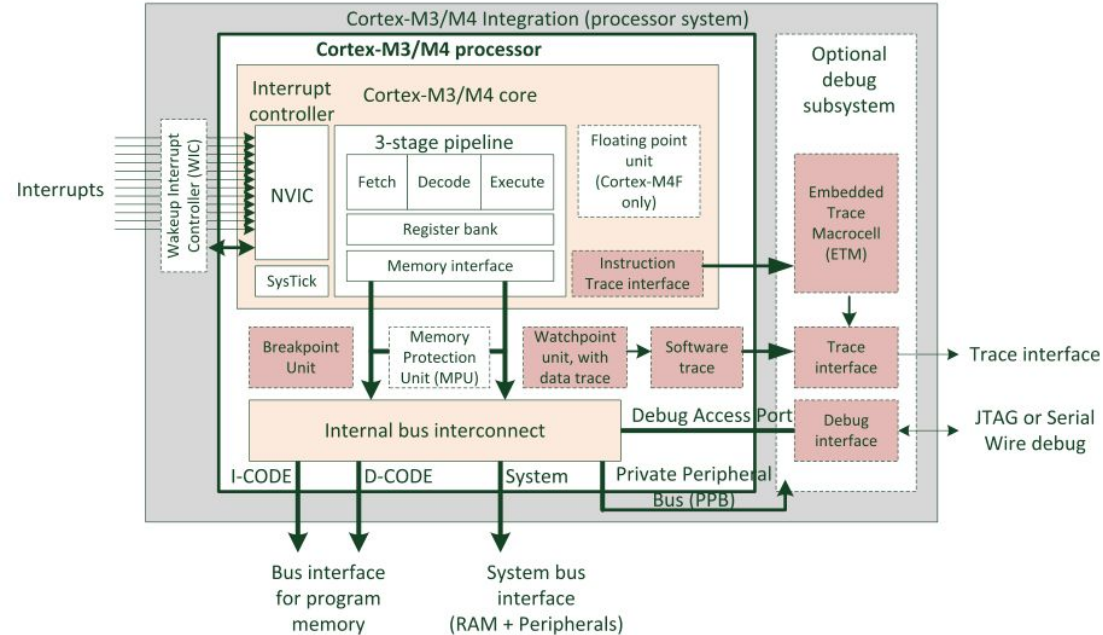 Cortex-M3/M4 Integration (processor system)
Cortex-M3/M4 processor
Optional
debug
subsystem
Interrupt
controller
Cortex-M3/M4 core
Interrupts
Wakeup Interrupt
Controller (WIC)
NVIC
SysTick
3-stage pipeline
Fetch
Decode
Execute
Register bank
Memory interface
Floating point
unit
(Cortex-M4F
only)
Instruction
Trace interface
Embedded
Trace
Macrocell
(ETM)
Breakpoint
Unit
Memory
Protection
Unit (MPU)
Watchpoint
unit, with
data trace
Software
trace
Trace
interface
Trace interface
Internal bus interconnect
Debug Access Port
Debug
interface
JTAG or Serial
Wire debug
I-CODE
D-CODE
System
Private Peripheral
Bus (PPB)
Bus interface
for program
memory
System bus
interface
(RAM + Peripherals)